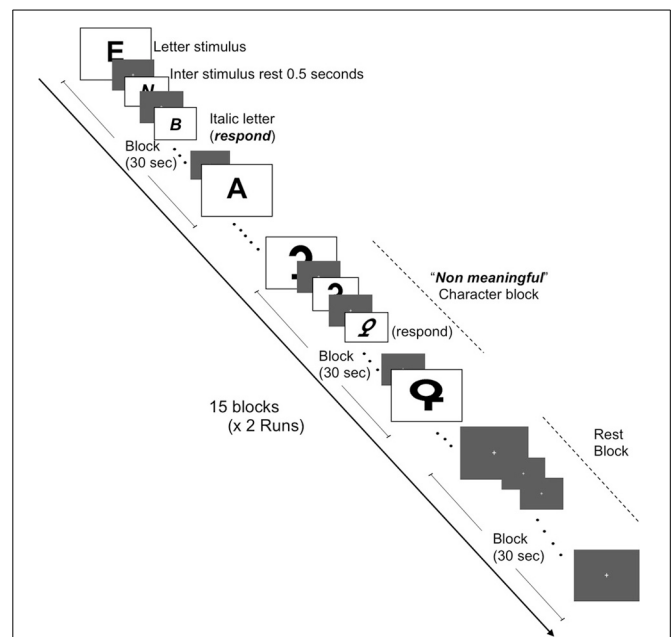 E
Letter stimulus
Inter stimulus rest 0.5 seconds
N
B
Italic letter
(respond)
Block
(30 sec)
A
"Non meaningful"
Character block
(respond)
Block
(30 sec)
15 blocks
(x 2 Runs)
Rest
Block
Block
(30 sec)